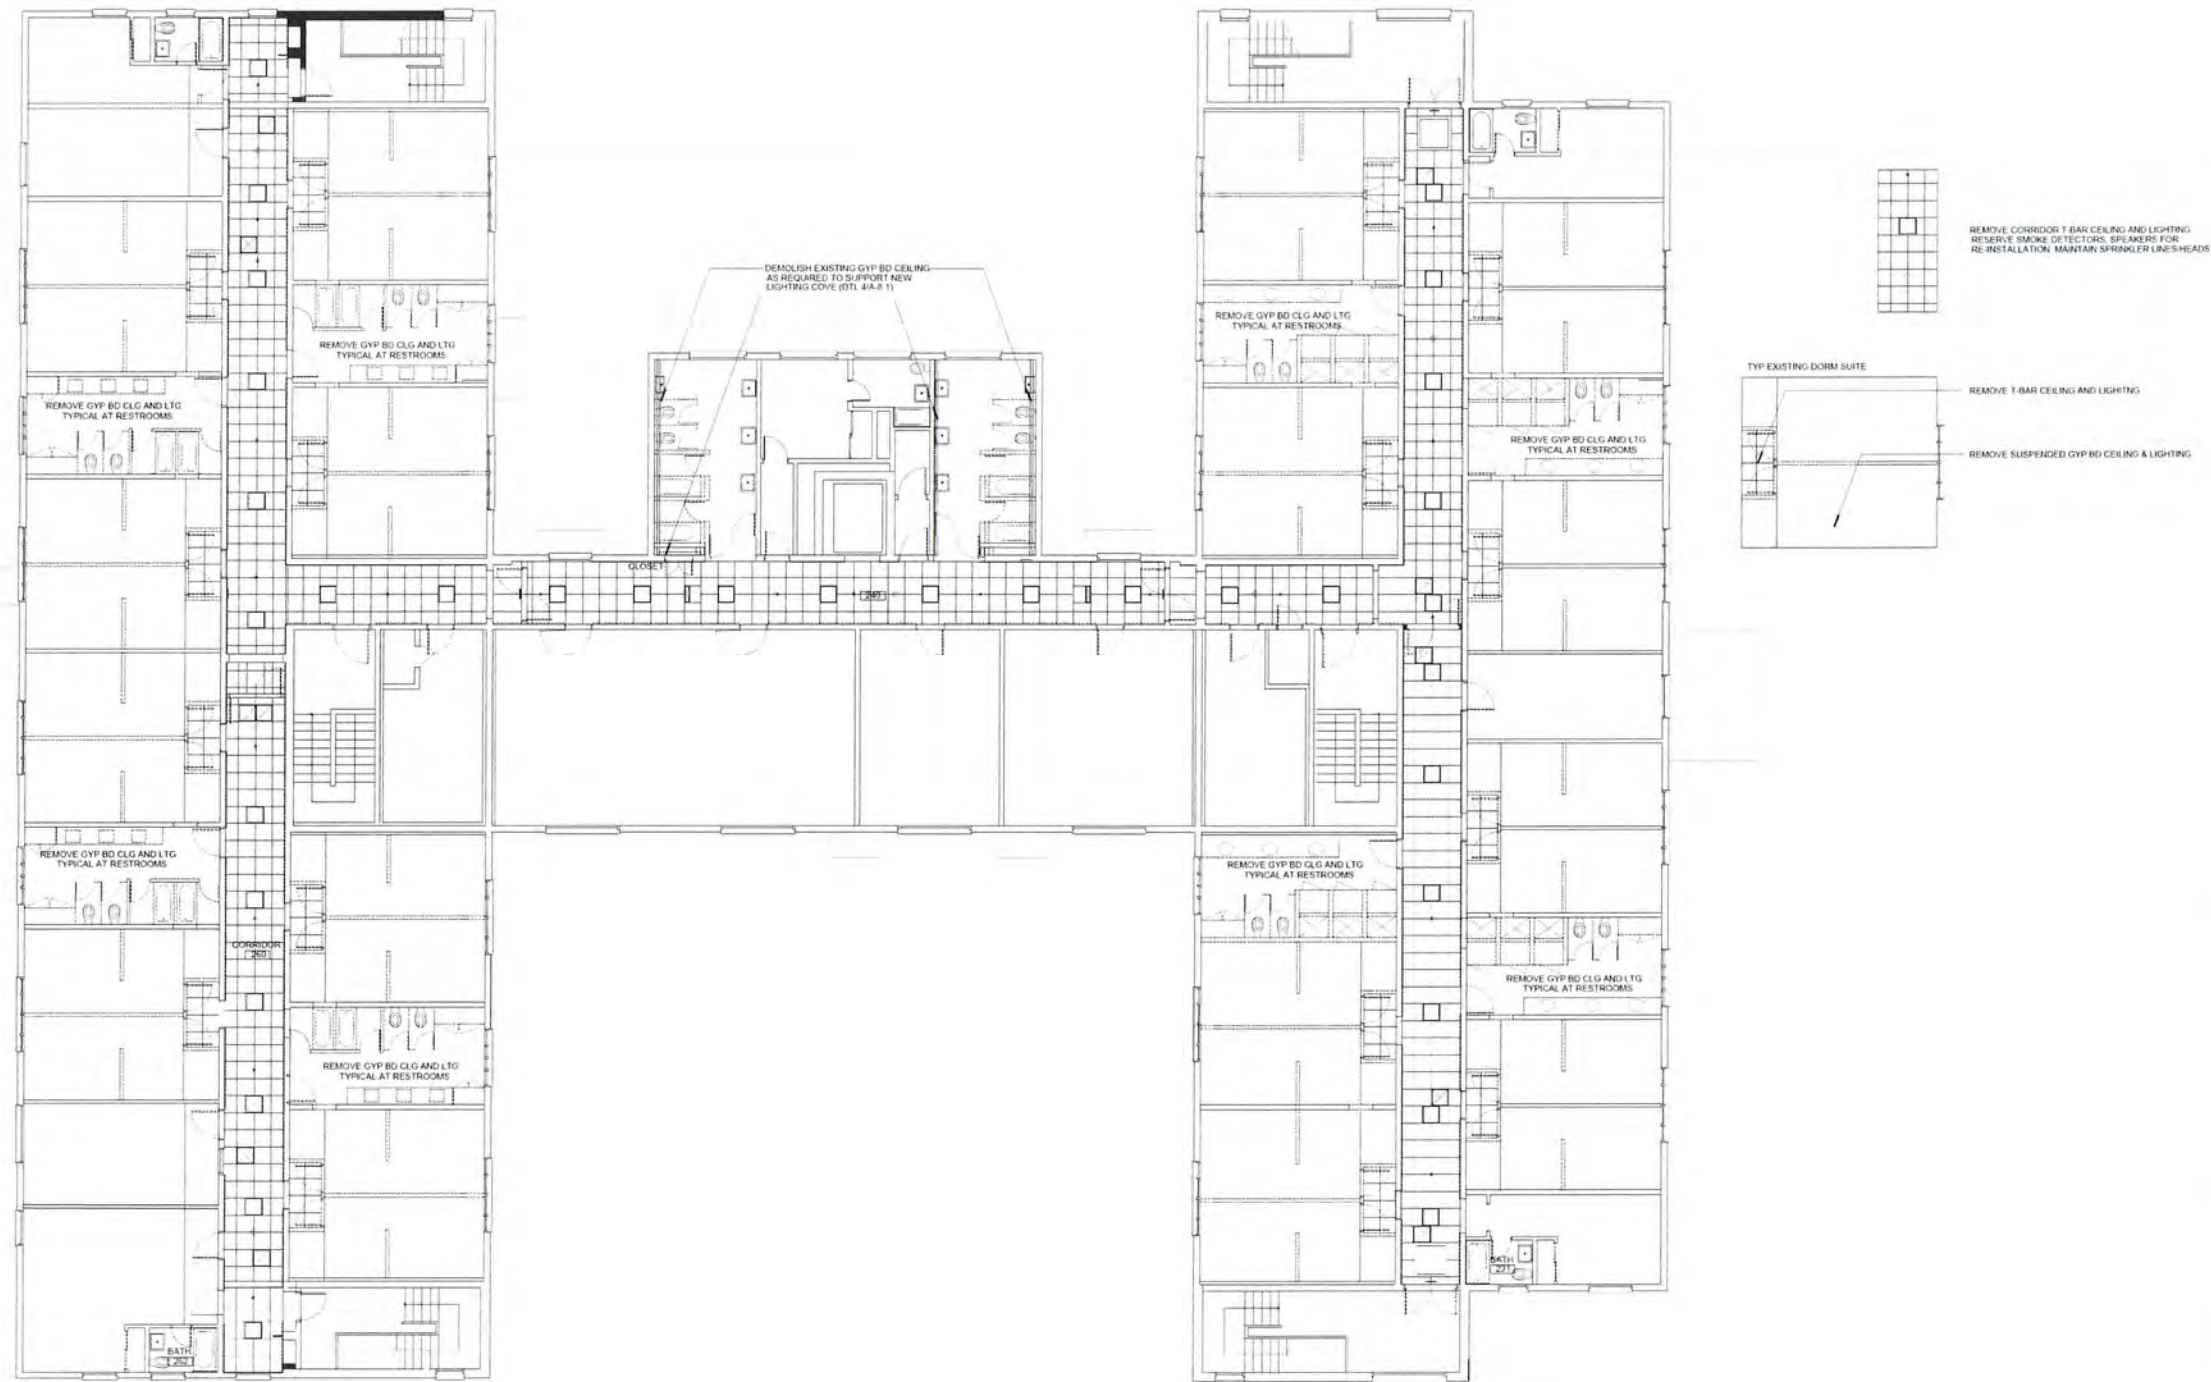 REMOVE CORRIDOR T-BAR CEILING AND LIGHTING
RESERVE SMOKE DETECTORS, SPEAKERS FOR
RE-INSTALLATION. MAINTAIN SPRINKLER LINES/HEADS
DEMOLISH EXISTING GYP BD CEILING
AS REQUIRED TO SUPPORT NEW
LIGHTING COVE (DTL 4/A-8.1)
REMOVE GYP BD CLG AND LTG
TYPICAL AT RESTROOMS
REMOVE GYP BD CLG AND LTG
TYPICAL AT RESTROOMS
TYP EXISTING DORM SUITE
REMOVE T-BAR CEILING AND LIGHITNG
REMOVE GYP BD CLG AND LTG
TYPICAL AT RESTROOMS
REMOVE GYP BD CLG AND LTG
TYPICAL AT RESTROOMS
REMOVE SUSPENDED GYP BD CEILING & LIGHTING
CLOSET
240
REMOVE GYP BD CLG AND LTG
TYPICAL AT RESTROOMS
REMOVE GYP BD CLG AND LTG
TYPICAL AT RESTROOMS
CORRIDOR
260
REMOVE GYP BD CLG AND LTG
TYPICAL AT RESTROOMS
REMOVE GYP BD CLG AND LTG
TYPICAL AT RESTROOMS
BATH
221
BATH
262